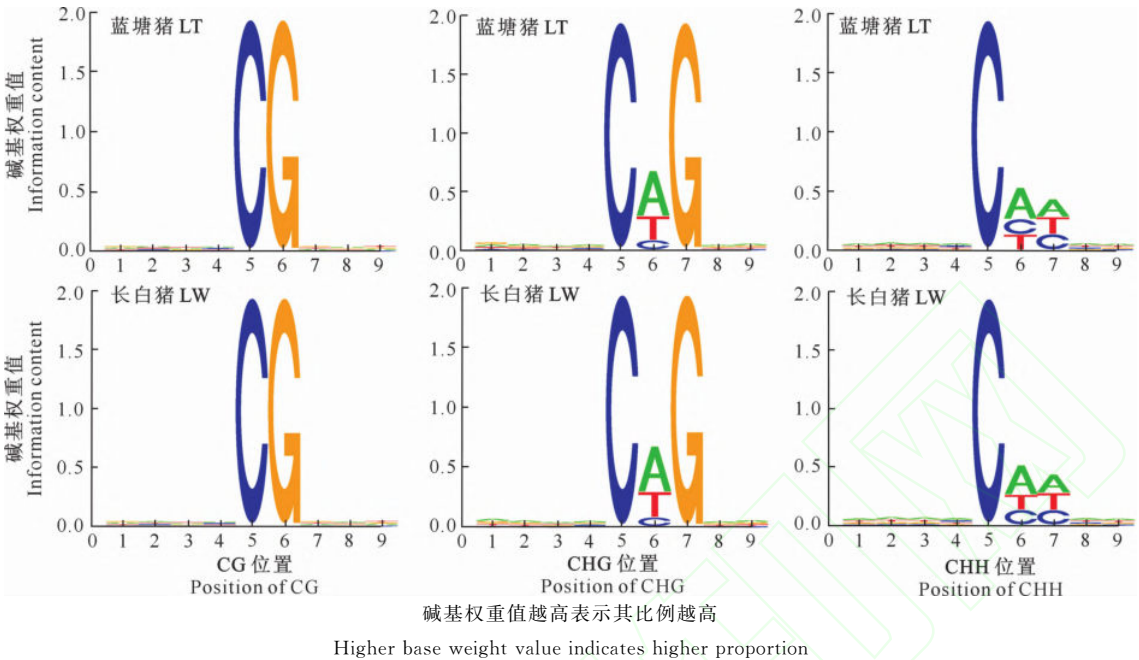 碱基权重值
Information content
蓝塘猪 LT
2.0
1.5
1.0
0.5
0.0
C G
0 1 2 3 4 5 6 7 8 9
蓝塘猪 LT
2.0
1.5
1.0
0.5
0.0
C A T C G
0 1 2 3 4 5 6 7 8 9
蓝塘猪 LT
2.0
1.5
1.0
0.5
0.0
C A C T A T C
0 1 2 3 4 5 6 7 8 9
碱基权重值
Information content
长白猪 LW
2.0
1.5
1.0
0.5
0.0
C G
0 1 2 3 4 5 6 7 8 9
CG 位置
Position of CG
长白猪 LW
2.0
1.5
1.0
0.5
0.0
C A T C G
0 1 2 3 4 5 6 7 8 9
CHG 位置
Position of CHG
长白猪 LW
2.0
1.5
1.0
0.5
0.0
C A T C A T C
0 1 2 3 4 5 6 7 8 9
CHH 位置
Position of CHH
碱基权重值越高表示其比例越高
Higher base weight value indicates higher proportion